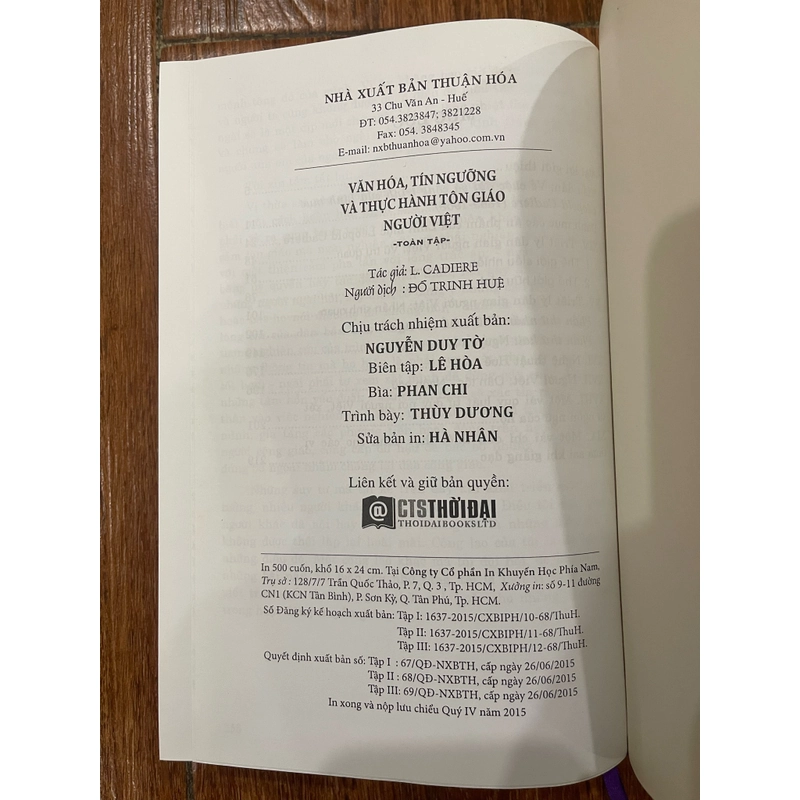 NHÀ XUẤT BẢN THUẬN HÓA
33 Chu Văn An - Huế
ĐT: 054.3823847; 3821228
Fax: 054. 3848345
E-mail: nxbthuanhoa@yahoo.com.vn
VĂN HÓA, TÍN NGƯỠNG
VÀ THỰC HÀNH TÔN GIÁO
NGƯỜI VIỆT
-TOÀN TẬP-
Tác giả: L. CADIERE
Người dịch : ĐỖ TRINH HUỆ
Chịu trách nhiệm xuất bản:
NGUYỄN DUY TỜ
Biên tập: LÊ HÒA
Bìa: PHAN CHI
Trình bày: THÙY DƯƠNG
Sửa bản in: HÀ NHÂN
Liên kết và giữ bản quyền:
@ CTSTHỜIĐẠI
THOIDAIBOOKSLTD
In 500 cuốn, khổ 16 x 24 cm. Tại Công ty Cổ phần In Khuyến Học Phía Nam,
Trụ sở : 128/7/7 Trần Quốc Thảo, P. 7, Q. 3 , Tp. HCM, Xưởng in: số 9-11 đường
CN1 (KCN Tân Bình), P. Sơn Kỳ, Q. Tân Phú, Tp. HCM.
Số Đăng ký kế hoạch xuất bản: Tập I: 1637-2015/CXBIPH/10-68/ThuH.
Tập II: 1637-2015/CXBIPH/11-68/ThuH.
Tập III: 1637-2015/CXBIPH/12-68/ThuH.
Quyết định xuất bản số: Tập I : 67/QĐ-NXBTH, cấp ngày 26/06/2015
Tập II : 68/QĐ-NXBTH, cấp ngày 26/06/2015
Tập III: 69/QĐ-NXBTH, cấp ngày 26/06/2015
In xong và nộp lưu chiểu Quý IV năm 2015